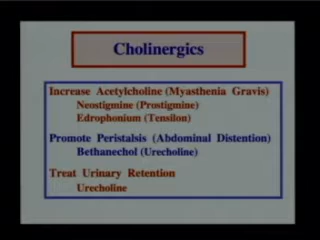 Cholinergics
Increase Acetylcholine (Myasthenia Gravis)
Neostigmine (Prostigmine)
Edrophonium (Tensilon)
Promote Peristalsis (Abdominal Distention)
Bethanechol (Urecholine)
Treat Urinary Retention
Urecholine